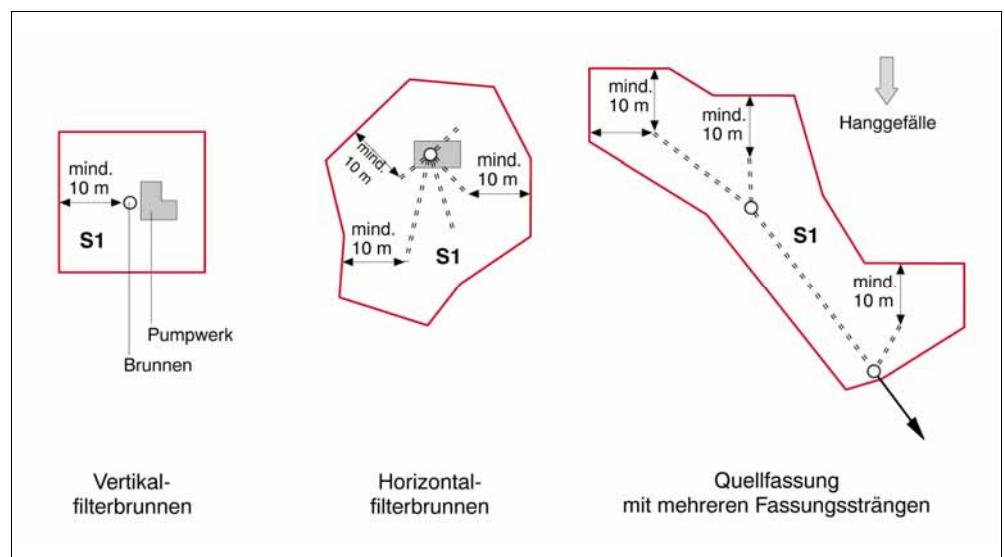 mind.
10 m
S1
Pumpwerk
Brunnen
Vertikal-
filterbrunnen
mind.
10 m
mind.
10 m
mind.
10 m
S1
Horizontal-
filterbrunnen
mind.
10 m
mind.
10 m
Hanggefälle
S1
mind.
10 m
Quellfassung
mit mehreren Fassungssträngen